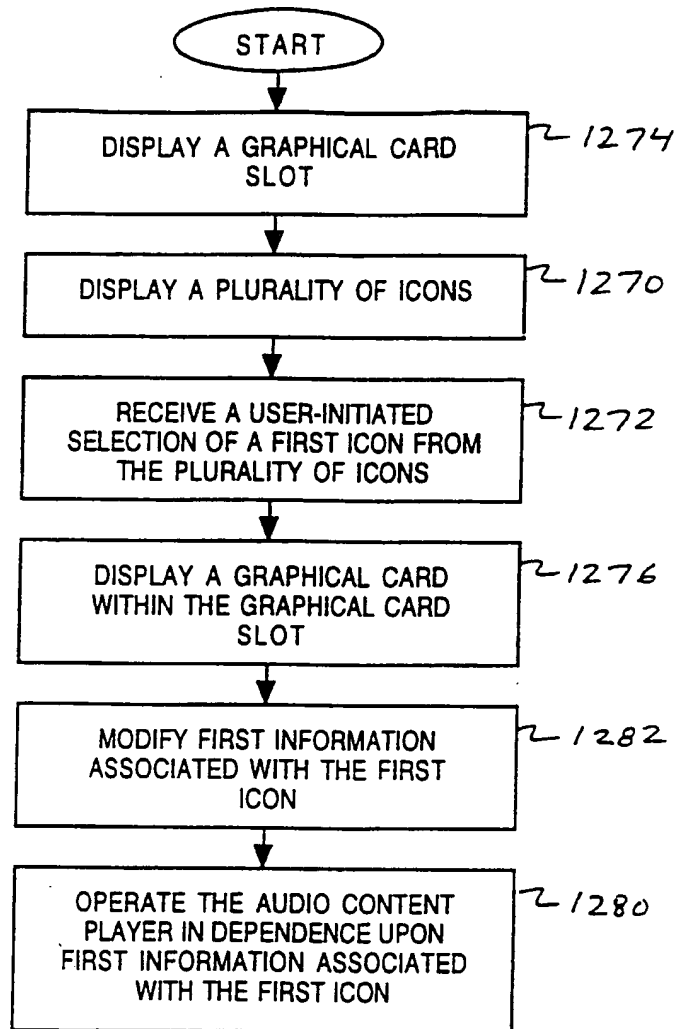 START
DISPLAY A GRAPHICAL CARD
SLOT
1274
DISPLAY A PLURALITY OF ICONS
1270
RECEIVE A USER-INITIATED
SELECTION OF A FIRST ICON FROM
THE PLURALITY OF ICONS
1272
DISPLAY A GRAPHICAL CARD
WITHIN THE GRAPHICAL CARD
SLOT
1276
MODIFY FIRST INFORMATION
ASSOCIATED WITH THE FIRST
ICON
1282
OPERATE THE AUDIO CONTENT
PLAYER IN DEPENDENCE UPON
FIRST INFORMATION ASSOCIATED
WITH THE FIRST ICON
1280